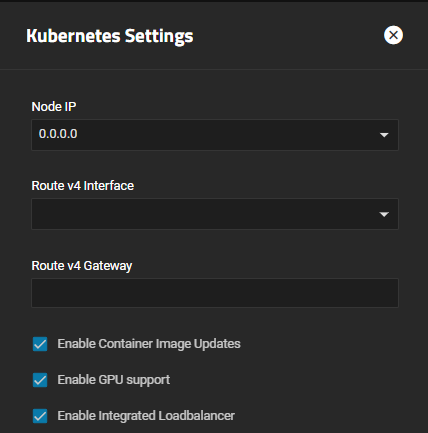 Kubernetes Settings
Node IP
0.0.0.0
Route v4 Interface
Route v4 Gateway
Enable Container Image Updates
Enable GPU support
Enable Integrated Loadbalancer